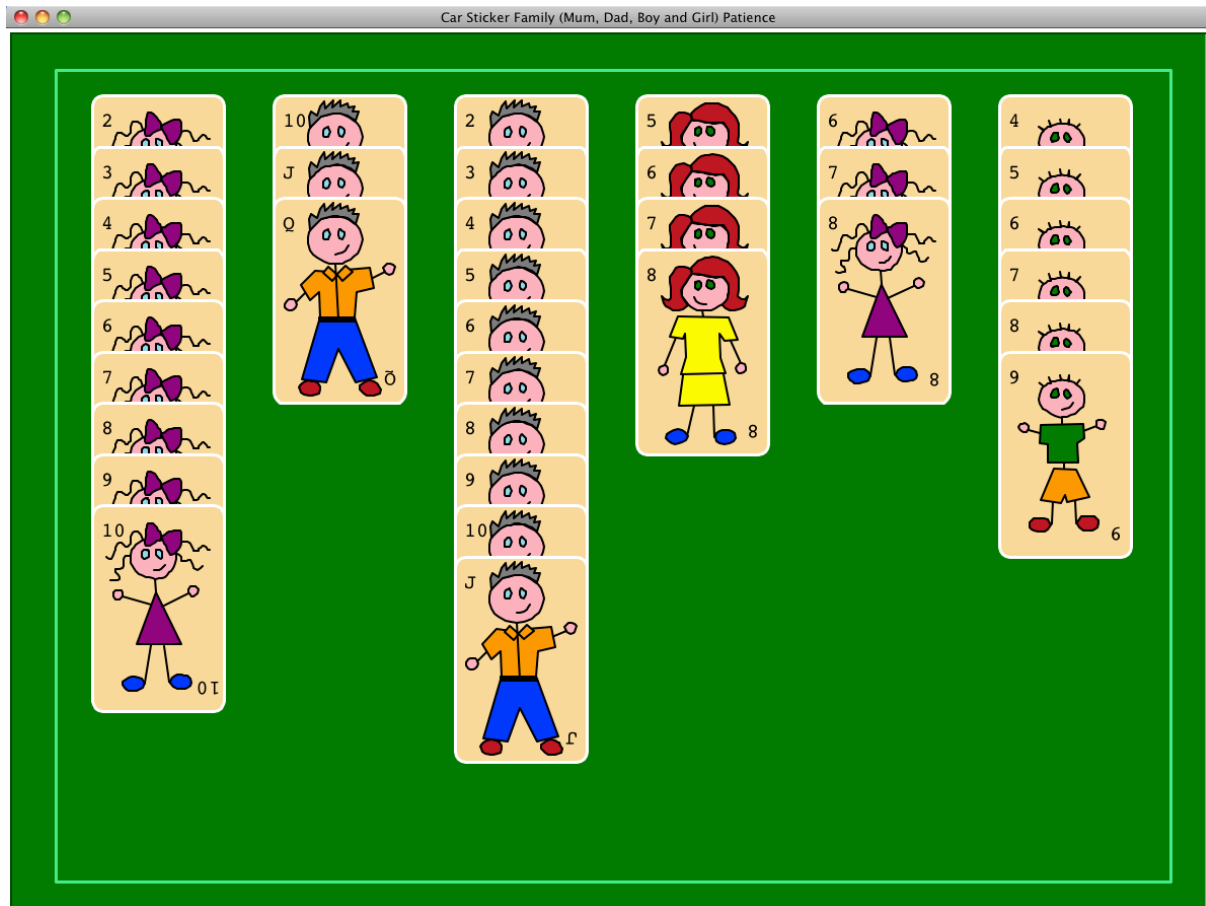 Car Sticker Family (Mum, Dad, Boy and Girl) Patience
2 10 2 5 6 4
3 J 3 6 7 5
4 Q 4 7 8 6
5 5 8 7
6 6 8
7 Q 7 8 9
8 8 8
9 9
10 10 9
J
10
J